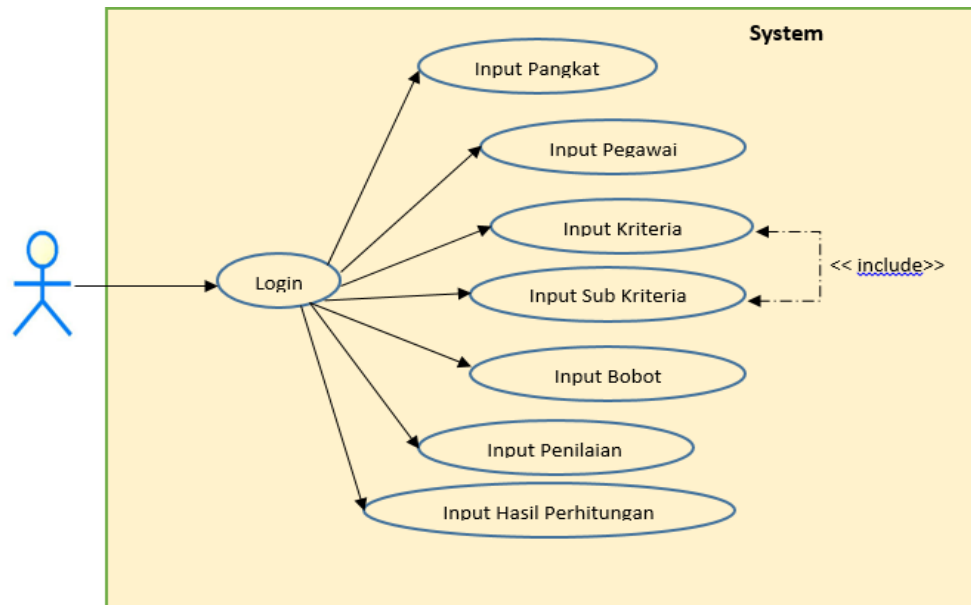 System
Input Pangkat
Input Pegawai
Input Kriteria
<< include>>
Login
Input Sub Kriteria
Input Bobot
Input Penilaian
Input Hasil Perhitungan